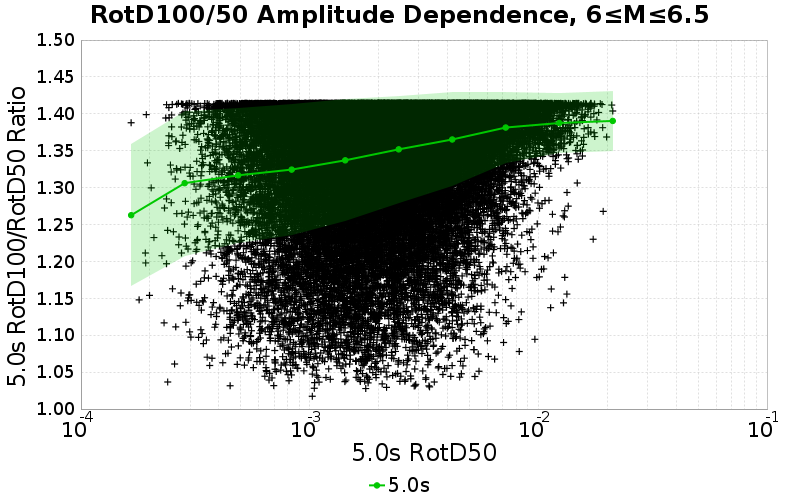 RotD100/50 Amplitude Dependence, 6≤M≤6.5
5.0s RotD100/RotD50 Ratio
1.50
1.45
1.40
1.35
1.30
1.25
1.20
1.15
1.10
1.05
1.00
10^-4 10^-3 10^-2 10^-1
5.0s RotD50
5.0s